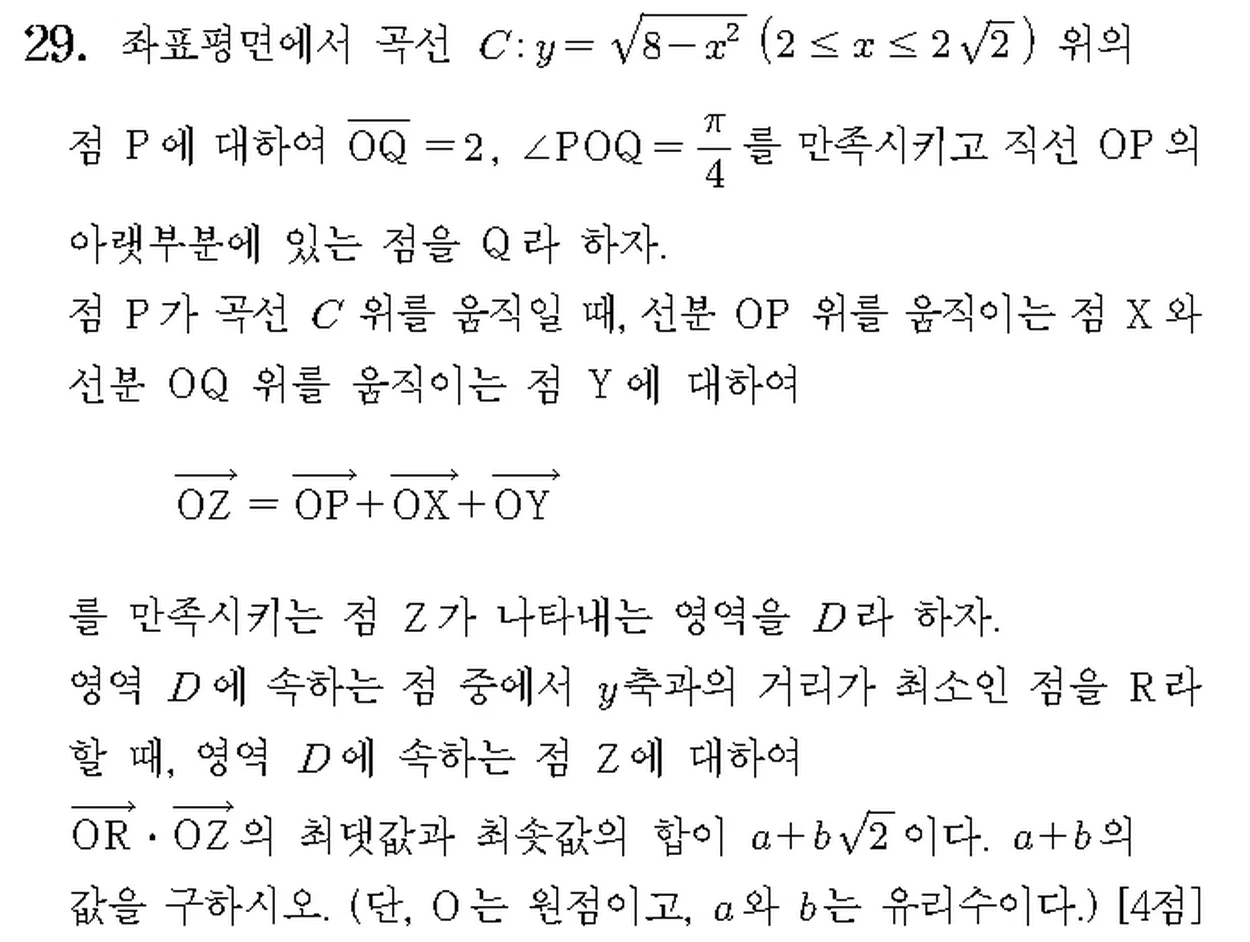 29. 좌표평면에서 곡선 C: y = √(8−x²) (2 ≤ x ≤ 2√2) 위의
점 P에 대하여 \overline{OQ} = 2, ∠POQ = π/4 를 만족시키고 직선 OP의
아랫부분에 있는 점을 Q라 하자.
점 P가 곡선 C 위를 움직일 때, 선분 OP 위를 움직이는 점 X와
선분 OQ 위를 움직이는 점 Y에 대하여
\overrightarrow{OZ} = \overrightarrow{OP} + \overrightarrow{OX} + \overrightarrow{OY}
를 만족시키는 점 Z가 나타내는 영역을 D라 하자.
영역 D에 속하는 점 중에서 y축과의 거리가 최소인 점을 R라
할 때, 영역 D에 속하는 점 Z에 대하여
\overrightarrow{OR} · \overrightarrow{OZ}의 최댓값과 최솟값의 합이 a+b√2이다. a+b의
값을 구하시오. (단, O는 원점이고, a와 b는 유리수이다.) [4점]